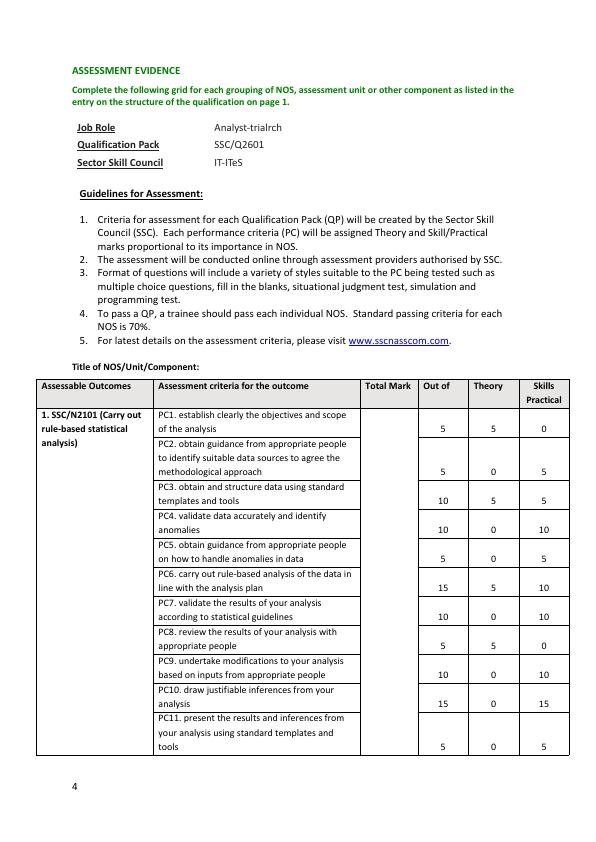 ASSESSMENT EVIDENCE
Complete the following grid for each grouping of NOS, assessment unit or other component as listed in the
entry on the structure of the qualification on page 1.
Job Role Analyst-trialrch
Qualification Pack SSC/Q2601
Sector Skill Council IT-ITeS
Guidelines for Assessment:
1. Criteria for assessment for each Qualification Pack (QP) will be created by the Sector Skill
Council (SSC). Each performance criteria (PC) will be assigned Theory and Skill/Practical
marks proportional to its importance in NOS.
2. The assessment will be conducted online through assessment providers authorised by SSC.
3. Format of questions will include a variety of styles suitable to the PC being tested such as
multiple choice questions, fill in the blanks, situational judgment test, simulation and
programming test.
4. To pass a QP, a trainee should pass each individual NOS. Standard passing criteria for each
NOS is 70%.
5. For latest details on the assessment criteria, please visit www.sscnasscom.com.
Title of NOS/Unit/Component:
Assessable Outcomes Assessment criteria for the outcome Total Mark Out of Theory Skills
Practical
1. SSC/N2101 (Carry out
rule-based statistical
analysis)
PC1. establish clearly the objectives and scope
of the analysis 5 5 0
PC2. obtain guidance from appropriate people
to identify suitable data sources to agree the
methodological approach 5 0 5
PC3. obtain and structure data using standard
templates and tools 10 5 5
PC4. validate data accurately and identify
anomalies 10 0 10
PC5. obtain guidance from appropriate people
on how to handle anomalies in data 5 0 5
PC6. carry out rule-based analysis of the data in
line with the analysis plan 15 5 10
PC7. validate the results of your analysis
according to statistical guidelines 10 0 10
PC8. review the results of your analysis with
appropriate people 5 5 0
PC9. undertake modifications to your analysis
based on inputs from appropriate people 10 0 10
PC10. draw justifiable inferences from your
analysis 15 0 15
PC11. present the results and inferences from
your analysis using standard templates and
tools 5 0 5
4